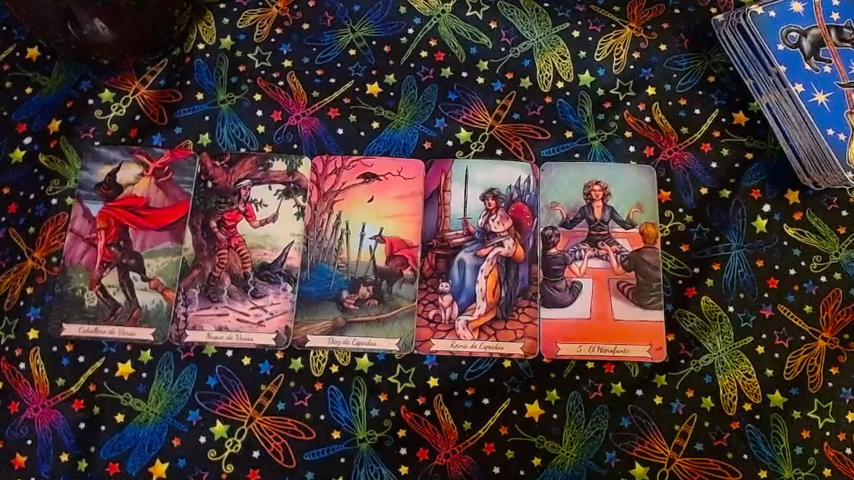 Caballero de Varas
Nueve de Varas
Diez de Espadas
Reina de Espadas
5 - El Hierofante